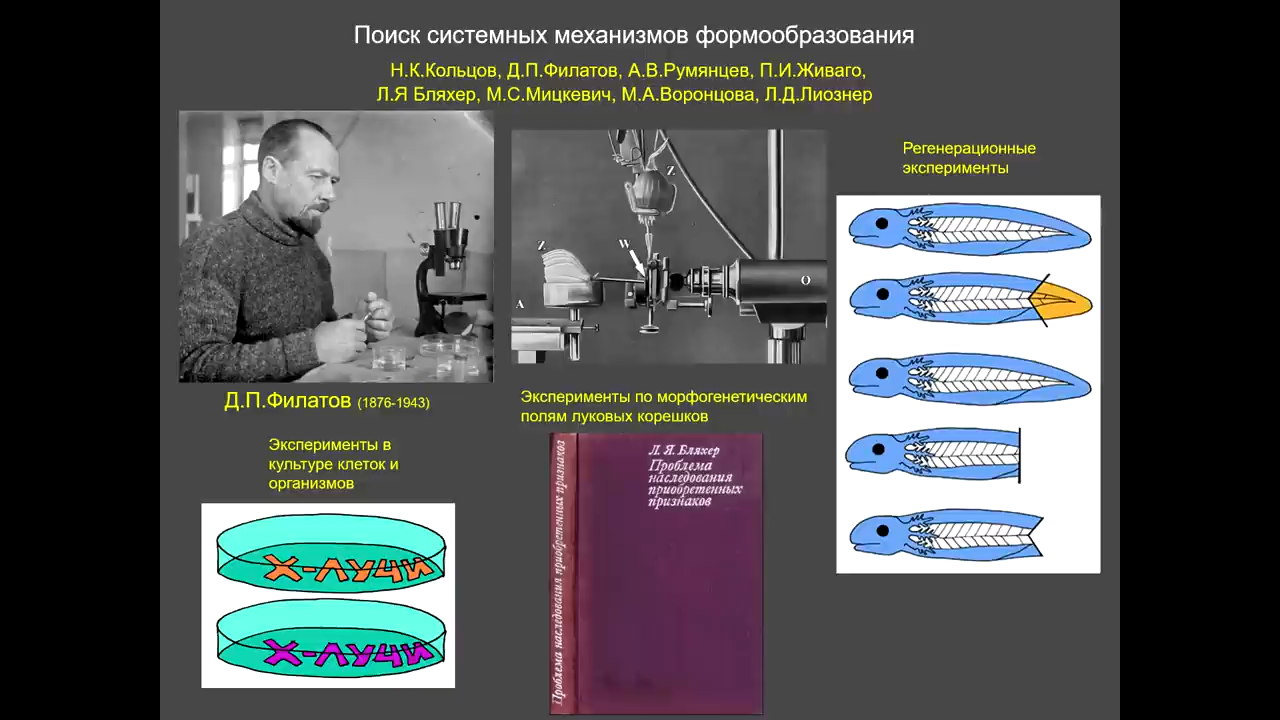 Поиск системных механизмов формообразования
Н.К.Кольцов, Д.П.Филатов, А.В.Румянцев, П.И.Живаго,
Л.Я Бляхер, М.С.Мицкевич, М.А.Воронцова, Л.Д.Лиознер
Регенерационные
эксперименты
Z
Z
W
A
O
Д.П.Филатов (1876-1943)
Эксперименты по морфогенетическим
полям луковых корешков
Эксперименты в
культуре клеток и
организмов
Х-ЛУЧИ
Х-ЛУЧИ
Проблема наследования приобретенных признаков
Л. Я. Бляхер
Проблема
наследования
приобретенных
признаков